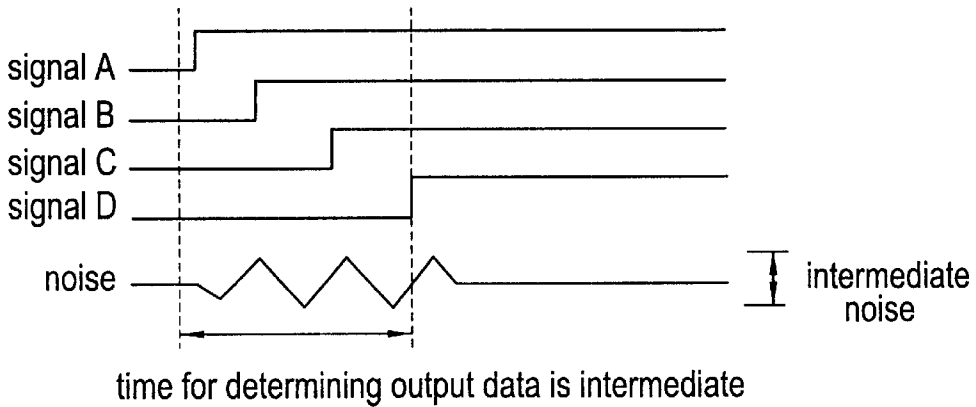 signal A
signal B
signal C
signal D
noise
intermediate
noise
time for determining output data is intermediate